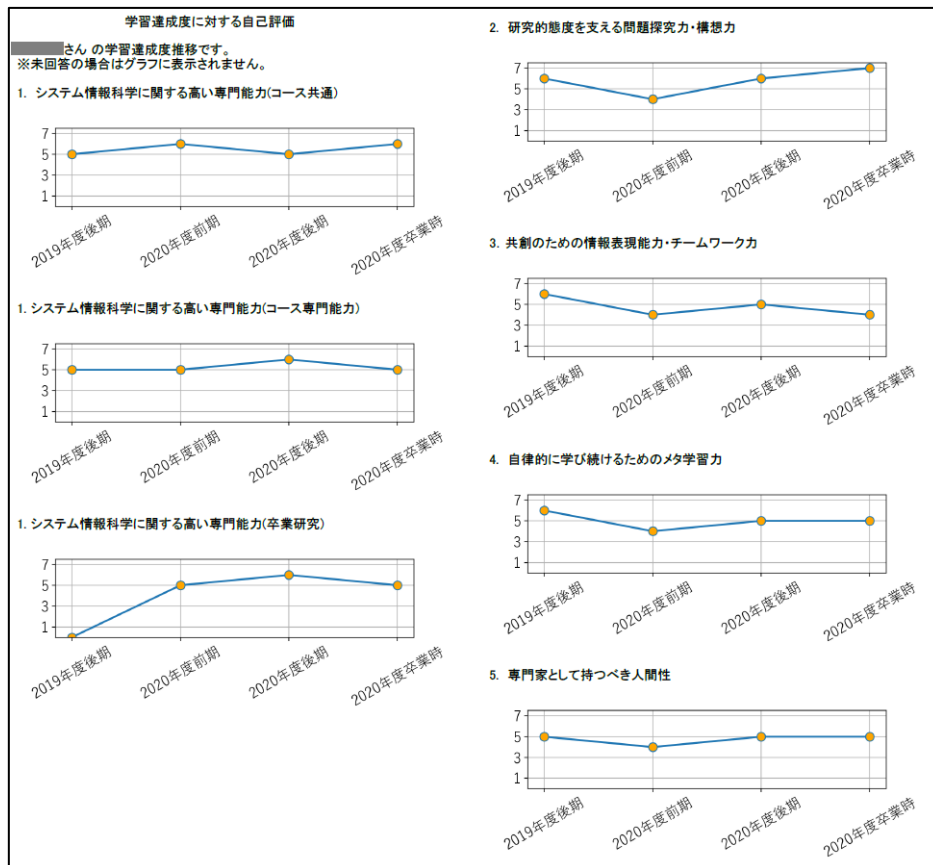 学習達成度に対する自己評価
さん の学習達成度推移です。
※未回答の場合はグラフに表示されません。
1. システム情報科学に関する高い専門能力(コース共通)
7
5
3
1
2019年度後期
2020年度前期
2020年度後期
2020年度卒業時
1. システム情報科学に関する高い専門能力(コース専門能力)
7
5
3
1
2019年度後期
2020年度前期
2020年度後期
2020年度卒業時
1. システム情報科学に関する高い専門能力(卒業研究)
7
5
3
1
2019年度後期
2020年度前期
2020年度後期
2020年度卒業時
2. 研究的態度を支える問題探究力・構想力
7
5
3
1
2019年度後期
2020年度前期
2020年度後期
2020年度卒業時
3. 共創のための情報表現能力・チームワーク力
7
5
3
1
2019年度後期
2020年度前期
2020年度後期
2020年度卒業時
4. 自律的に学び続けるためのメタ学習力
7
5
3
1
2019年度後期
2020年度前期
2020年度後期
2020年度卒業時
5. 専門家として持つべき人間性
7
5
3
1
2019年度後期
2020年度前期
2020年度後期
2020年度卒業時